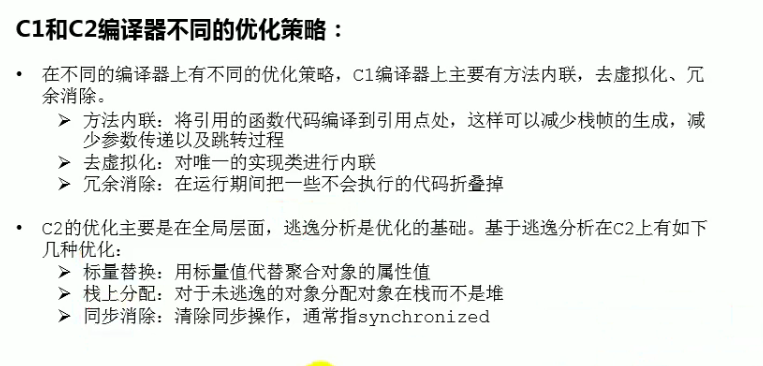 C1和C2编译器不同的优化策略：
• 在不同的编译器上有不同的优化策略，C1编译器上主要有方法内联，去虚拟化、冗
余消除。
➢ 方法内联：将引用的函数代码编译到引用点处，这样可以减少栈帧的生成，减
少参数传递以及跳转过程
➢ 去虚拟化：对唯一的实现类进行内联
➢ 冗余消除：在运行期间把一些不会执行的代码折叠掉
• C2的优化主要是在全局层面，逃逸分析是优化的基础。基于逃逸分析在C2上有如下
几种优化：
➢ 标量替换：用标量值代替聚合对象的属性值
➢ 栈上分配：对于未逃逸的对象分配对象在栈而不是堆
➢ 同步消除：清除同步操作，通常指synchronized